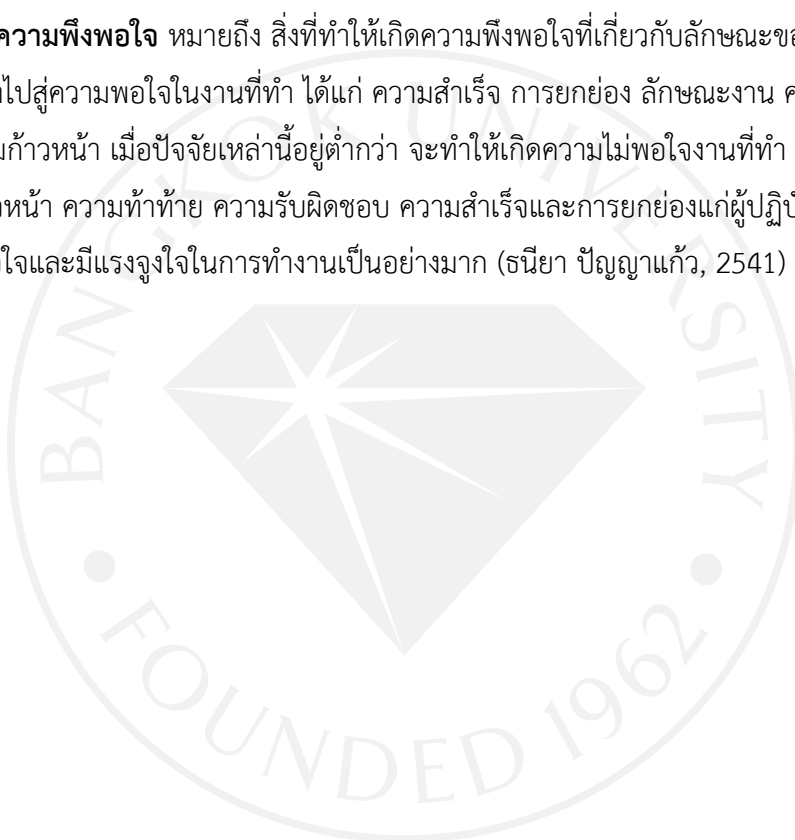 ความพึงพอใจ หมายถึง สิ่งที่ทำให้เกิดความพึงพอใจที่เกี่ยวกับลักษณะขอ
ไปสู่ความพอใจในงานที่ทำ ได้แก่ ความสำเร็จ การยกย่อง ลักษณะงาน ค
มก้าวหน้า เมื่อปัจจัยเหล่านี้อยู่ต่ำกว่า จะทำให้เกิดความไม่พอใจงานที่ทำ
วหน้า ความท้าทาย ความรับผิดชอบ ความสำเร็จและการยกย่องแก่ผู้ปฏิบั
ใจและมีแรงจูงใจในการทำงานเป็นอย่างมาก (ธนียา ปัญญาแก้ว, 2541)
BANGKOK UNIVERSITY
• FOUNDED 1962 •